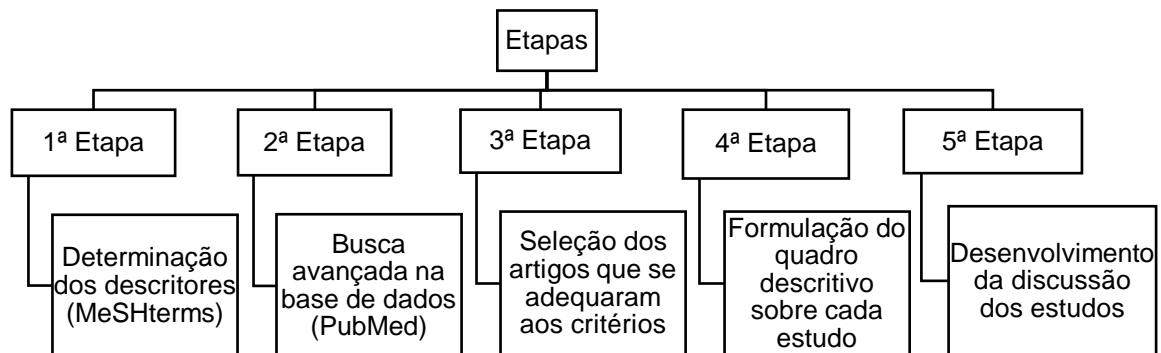 Etapas
1ª Etapa
2ª Etapa
3ª Etapa
4ª Etapa
5ª Etapa
Determinação
dos descritores
(MeSHterms)
Busca
avançada na
base de dados
(PubMed)
Seleção dos
artigos que se
adequaram
aos critérios
Formulação do
quadro
descritivo
sobre cada
estudo
Desenvolvimento
da discussão
dos estudos